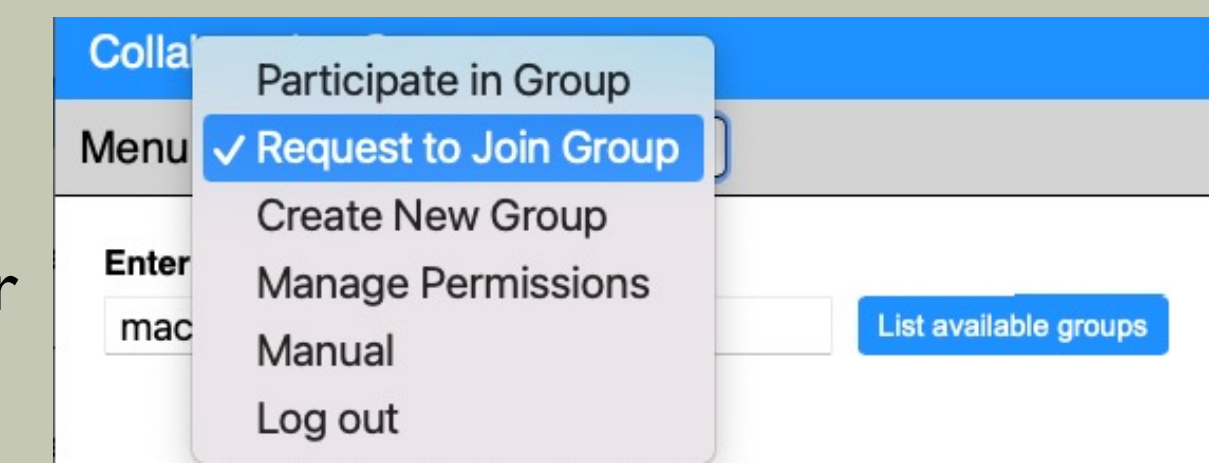 Colla
Participate in Group
Menu ✓ Request to Join Group
Create New Group
Enter
Manage Permissions
r
mac
List available groups
Manual
Log out